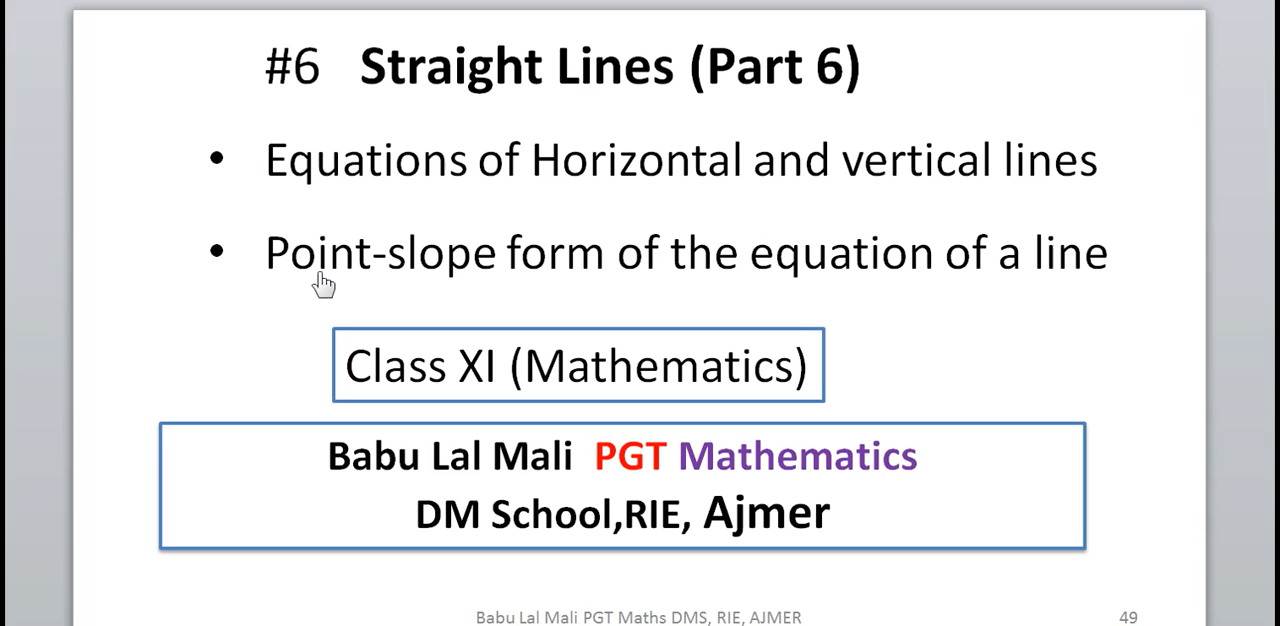 #6 Straight Lines (Part 6)
• Equations of Horizontal and vertical lines
• Point-slope form of the equation of a line
Class XI (Mathematics)
Babu Lal Mali PGT Mathematics
DM School,RIE, Ajmer
Babu Lal Mali PGT Maths DMS, RIE, AJMER 49